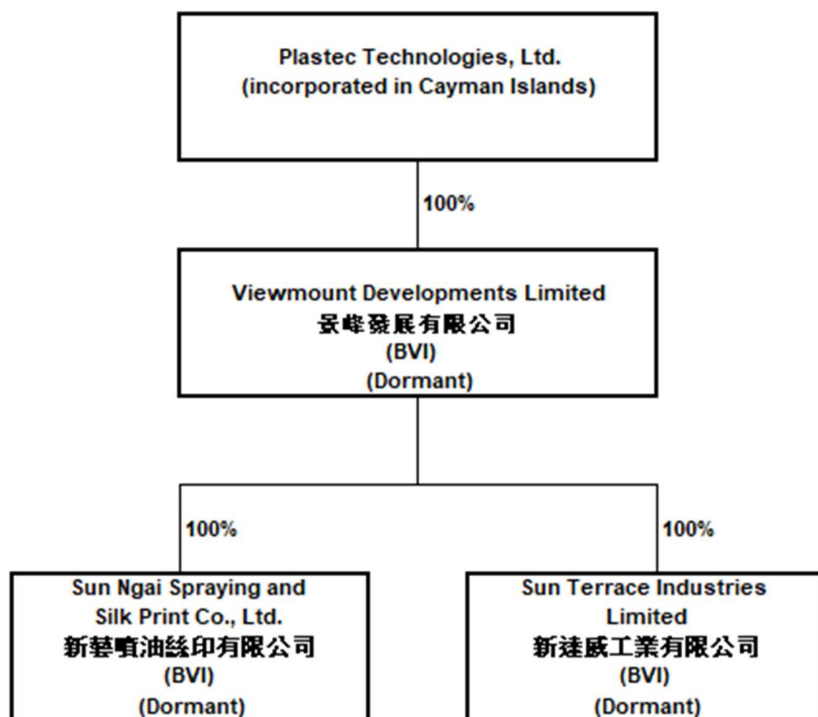 Plastec Technologies, Ltd.
(incorporated in Cayman Islands)
100%
Viewmount Developments Limited
景峰發展有限公司
(BVI)
(Dormant)
100%
100%
Sun Ngai Spraying and
Silk Print Co., Ltd.
新藝噴油絲印有限公司
(BVI)
(Dormant)
Sun Terrace Industries
Limited
新達威工業有限公司
(BVI)
(Dormant)